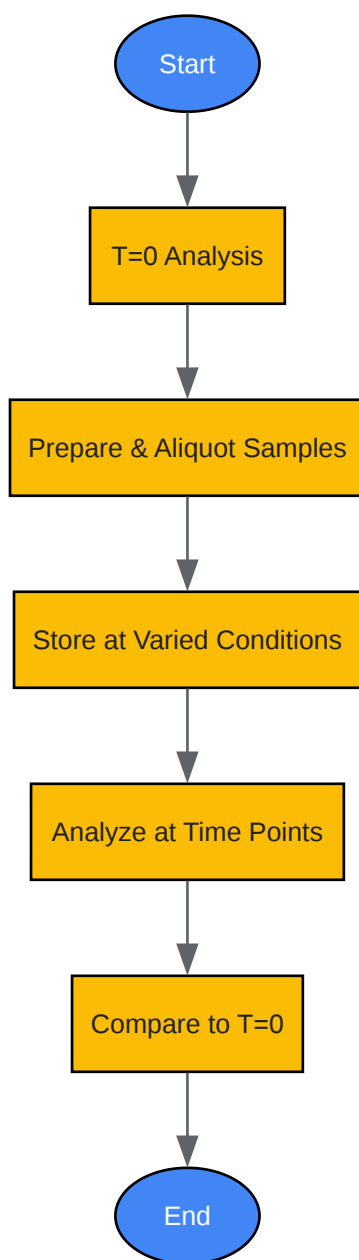 Start
T=0 Analysis
Prepare & Aliquot Samples
Store at Varied Conditions
Analyze at Time Points
Compare to T=0
End